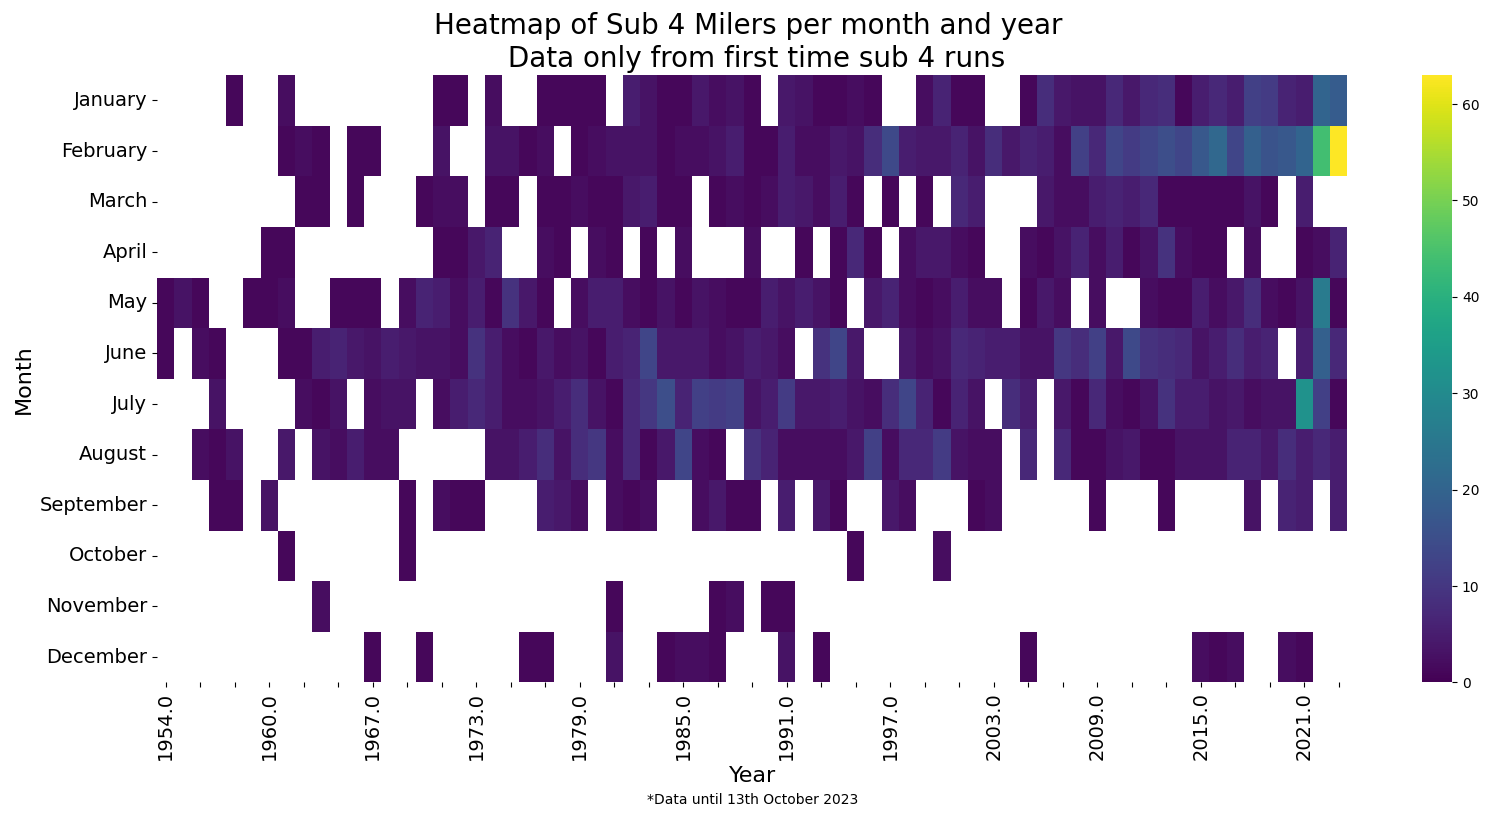 Heatmap of Sub 4 Milers per month and year
Data only from first time sub 4 runs
January
February
March
April
May
June
July
August
September
October
November
December
Month
1954.0
1960.0
1967.0
1973.0
1979.0
1985.0
1991.0
1997.0
2003.0
2009.0
2015.0
2021.0
Year
*Data until 13th October 2023
60
50
40
30
20
10
0